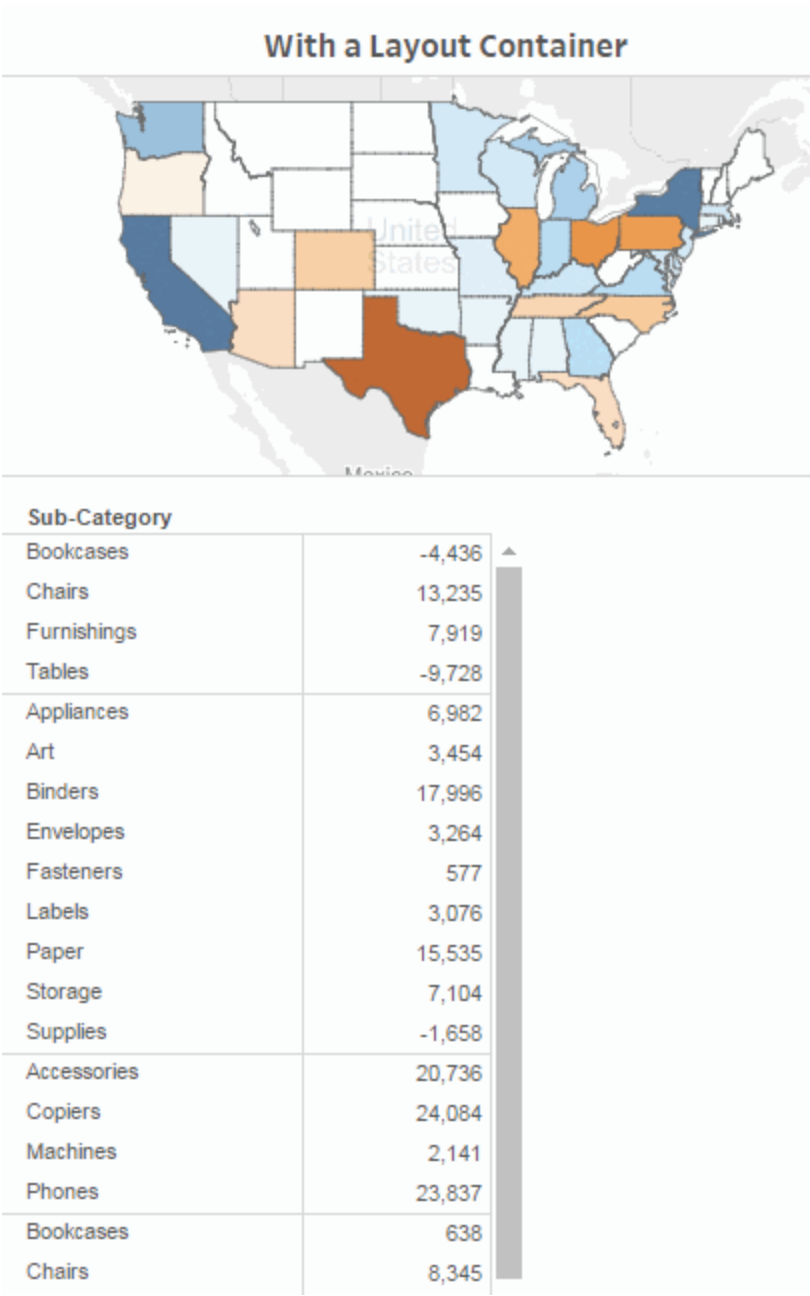 With a Layout Container
United
States
Mexico
Sub-Category
Bookcases -4,436
Chairs 13,235
Furnishings 7,919
Tables -9,728
Appliances 6,982
Art 3,454
Binders 17,996
Envelopes 3,264
Fasteners 577
Labels 3,076
Paper 15,535
Storage 7,104
Supplies -1,658
Accessories 20,736
Copiers 24,084
Machines 2,141
Phones 23,837
Bookcases 638
Chairs 8,345